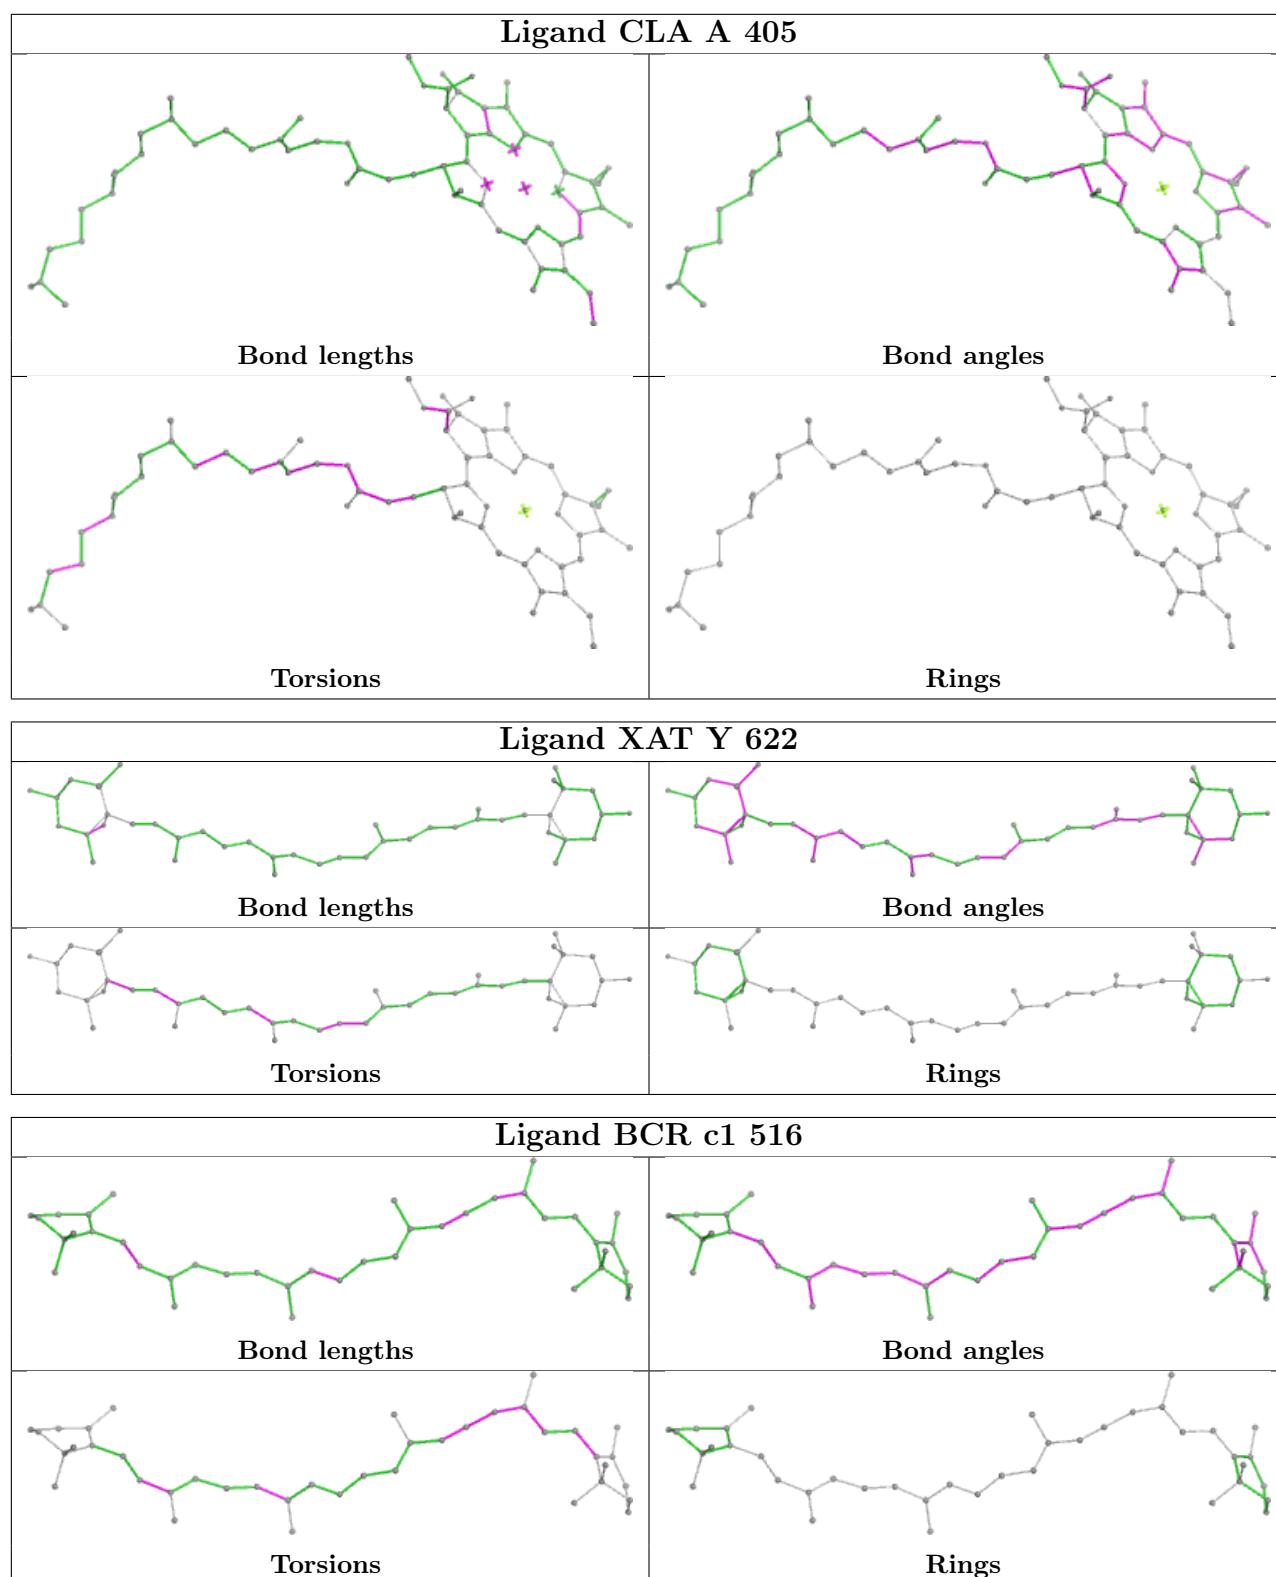 Ligand CLA A 405
Bond lengths
Bond angles
Torsions
Rings
Ligand XAT Y 622
Bond lengths
Bond angles
Torsions
Rings
Ligand BCR c1 516
Bond lengths
Bond angles
Torsions
Rings